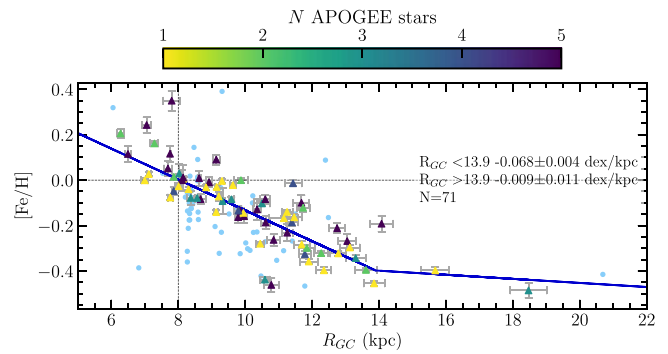 N APOGEE stars
1 2 3 4 5
0.4
0.2
0.0
−0.2
−0.4
[Fe/H]
R_GC <13.9 -0.068±0.004 dex/kpc
R_GC >13.9 -0.009±0.011 dex/kpc
N=71
6 8 10 12 14 16 18 20 22
R_GC (kpc)